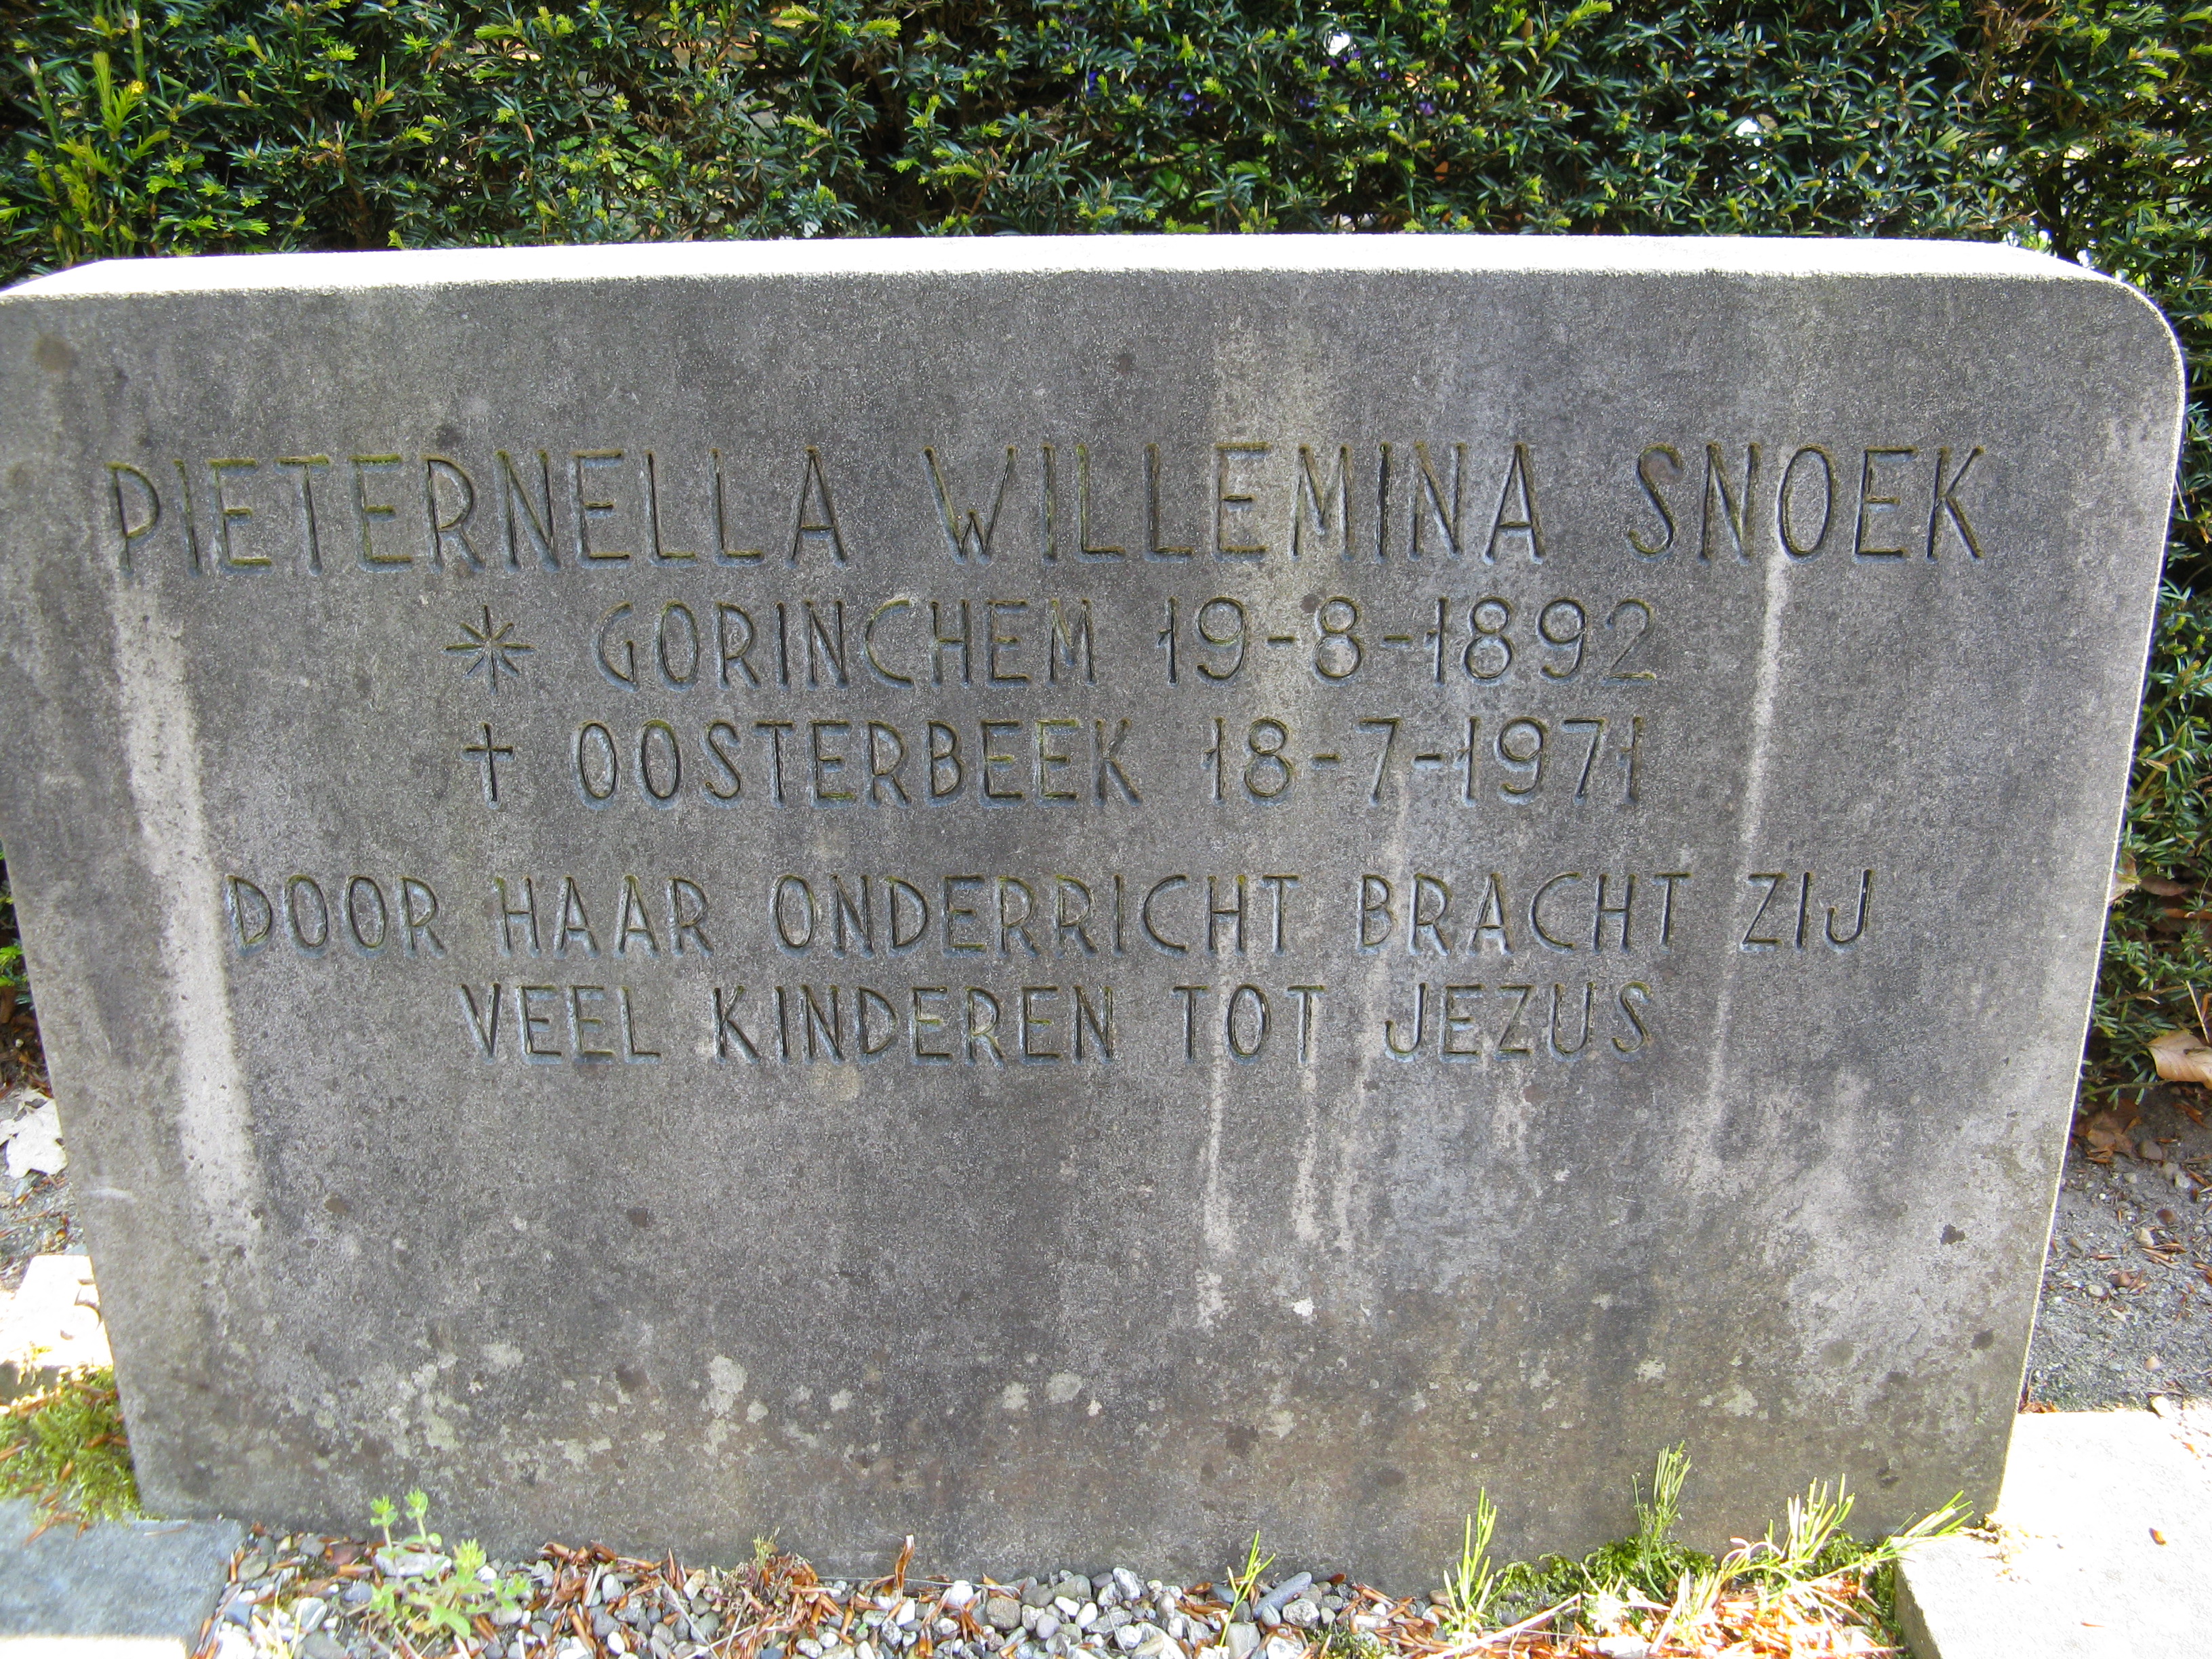 PIETERNELLA WILLEMINA SNOEK
* GORINCHEM 19-8-1892
† OOSTERBEEK 18-7-1971
DOOR HAAR ONDERRICHT BRACHT ZIJ
VEEL KINDEREN TOT JEZUS